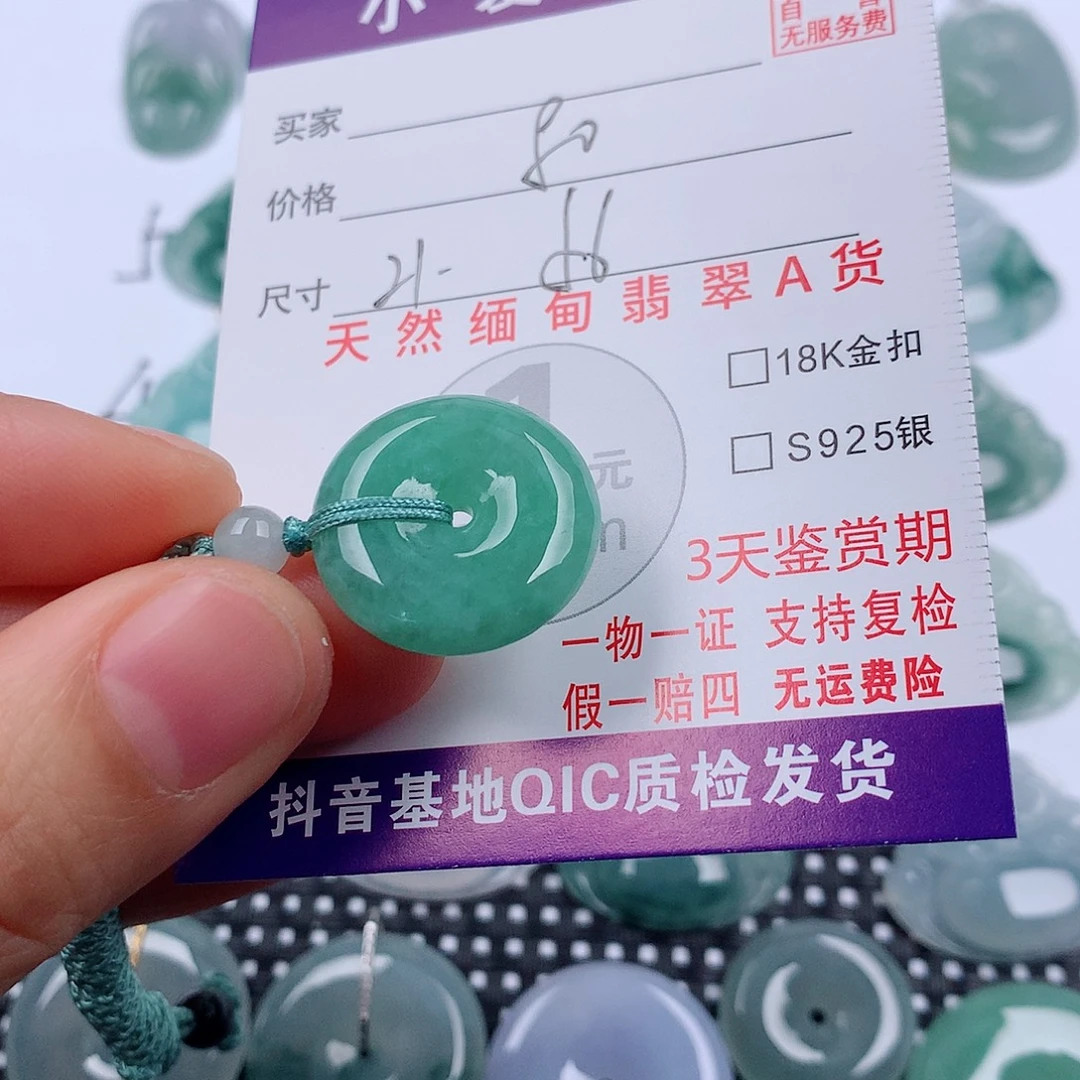 无服务费
买家
价格
尺寸 21-
天然缅甸翡翠A货
18K金扣
S925银
1元
3天鉴赏期
一物一证 支持复检
假一赔四 无运费险
抖音基地QIC质检发货